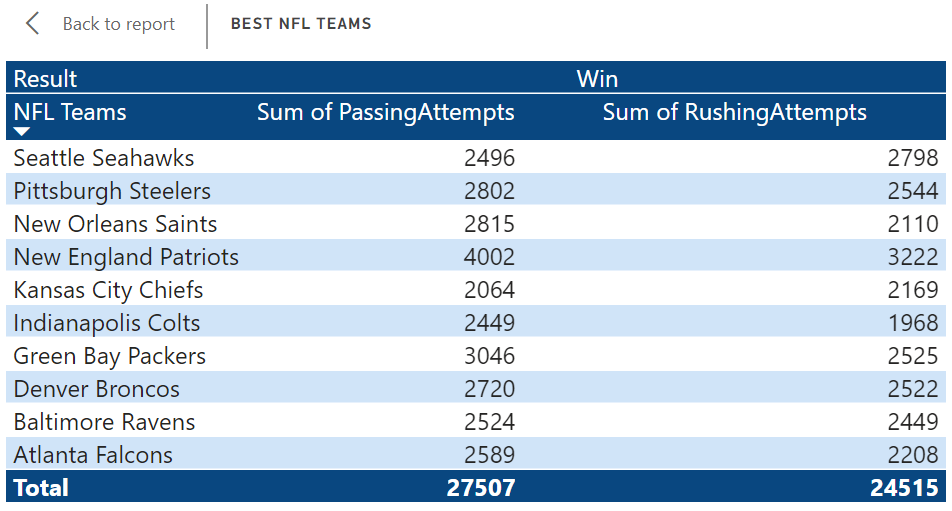 Back to report BEST NFL TEAMS
Result Win
NFL Teams Sum of PassingAttempts Sum of RushingAttempts
Seattle Seahawks 2496 2798
Pittsburgh Steelers 2802 2544
New Orleans Saints 2815 2110
New England Patriots 4002 3222
Kansas City Chiefs 2064 2169
Indianapolis Colts 2449 1968
Green Bay Packers 3046 2525
Denver Broncos 2720 2522
Baltimore Ravens 2524 2449
Atlanta Falcons 2589 2208
Total 27507 24515